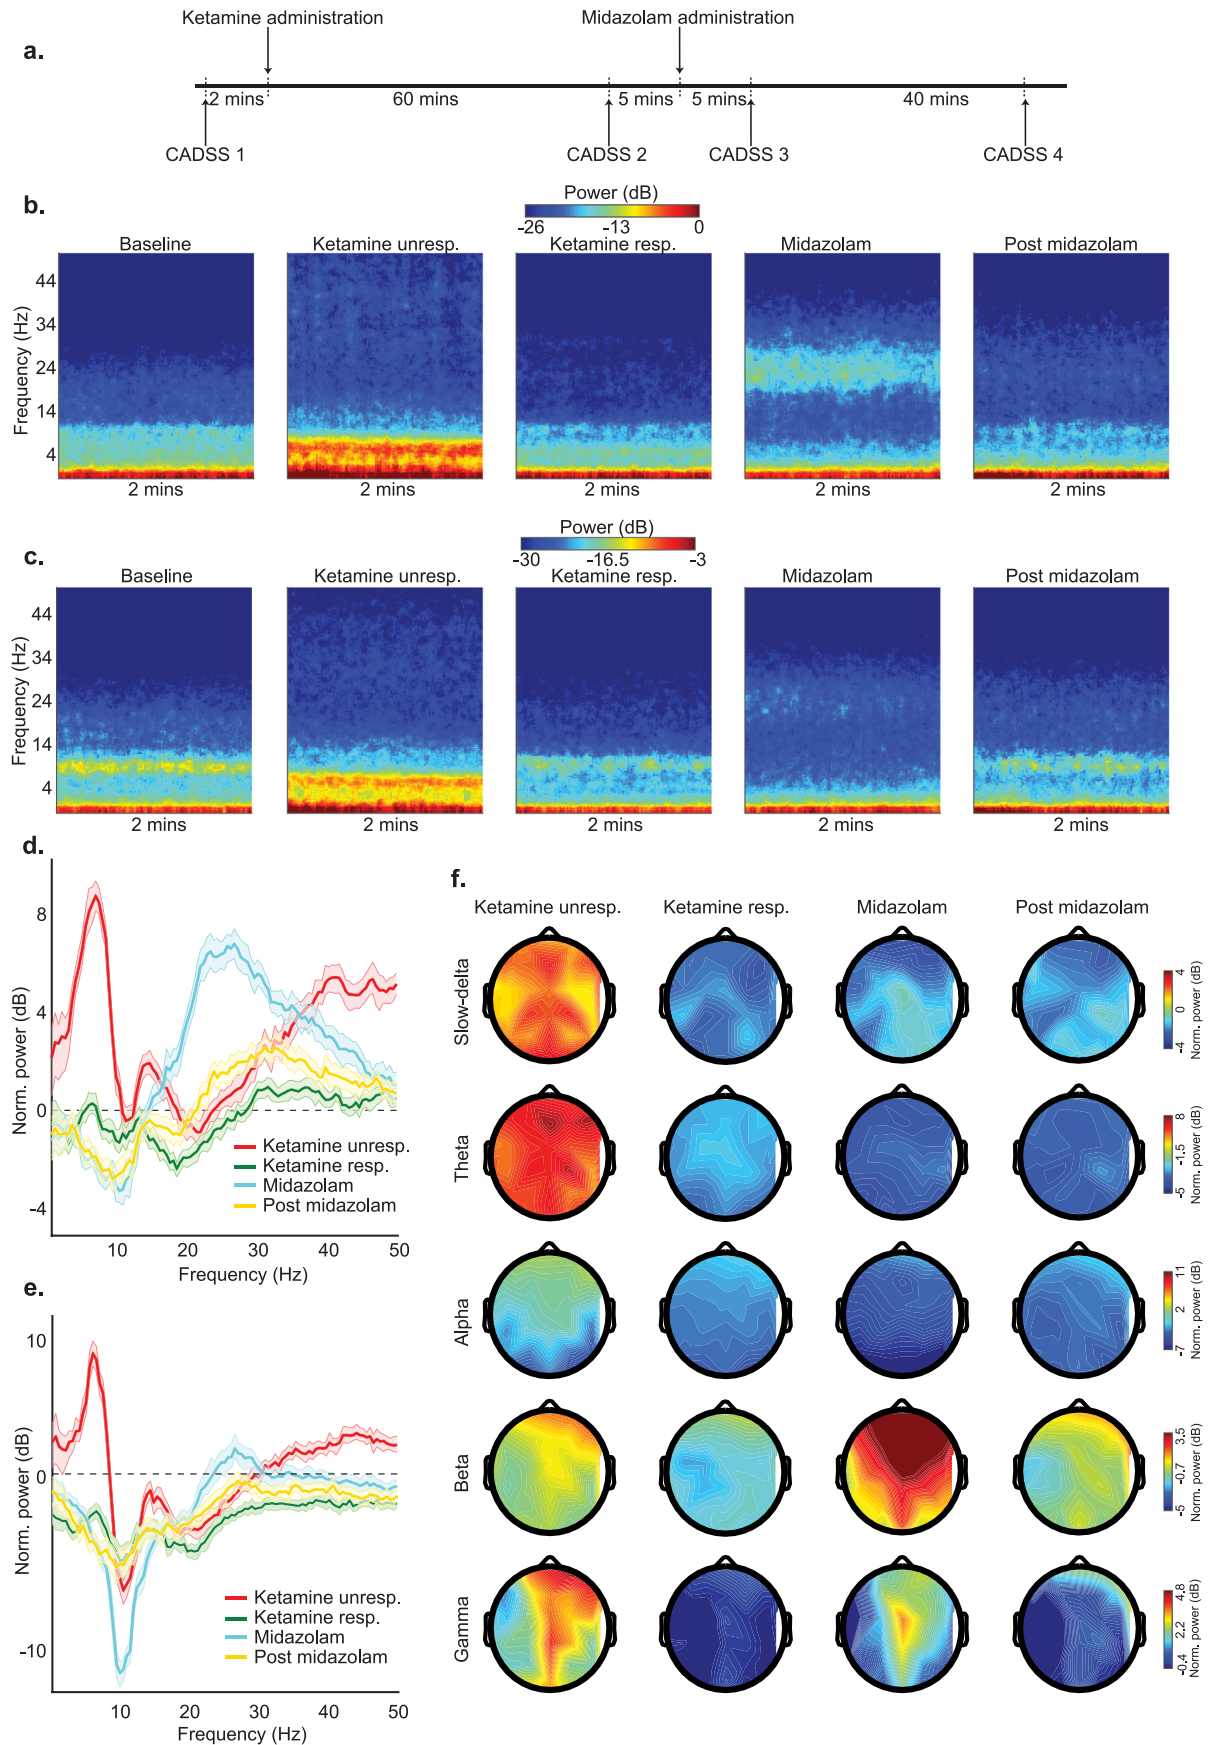 Ketamine administration
Midazolam administration
a.
2 mins
60 mins
5 mins
5 mins
40 mins
CADSS 1
CADSS 2
CADSS 3
CADSS 4
b.
Power (dB)
-26
-13
0
Baseline
Ketamine unresp.
Ketamine resp.
Midazolam
Post midazolam
Frequency (Hz)
44
34
24
14
4
2 mins
2 mins
2 mins
2 mins
2 mins
c.
Power (dB)
-30
-16.5
-3
Baseline
Ketamine unresp.
Ketamine resp.
Midazolam
Post midazolam
Frequency (Hz)
44
34
24
14
4
2 mins
2 mins
2 mins
2 mins
2 mins
d.
Norm. power (dB)
8
4
0
-4
Ketamine unresp.
Ketamine resp.
Midazolam
Post midazolam
10
20
30
40
50
Frequency (Hz)
e.
Norm. power (dB)
10
0
-10
Ketamine unresp.
Ketamine resp.
Midazolam
Post midazolam
10
20
30
40
50
Frequency (Hz)
f.
Ketamine unresp.
Ketamine resp.
Midazolam
Post midazolam
Slow-delta
4
0
-4
Norm. power (dB)
Theta
8
-1.5
-5
Norm. power (dB)
Alpha
11
2
-7
Norm. power (dB)
Beta
3.5
-0.7
-5
Norm. power (dB)
Gamma
4.8
2.2
-0.4
Norm. power (dB)